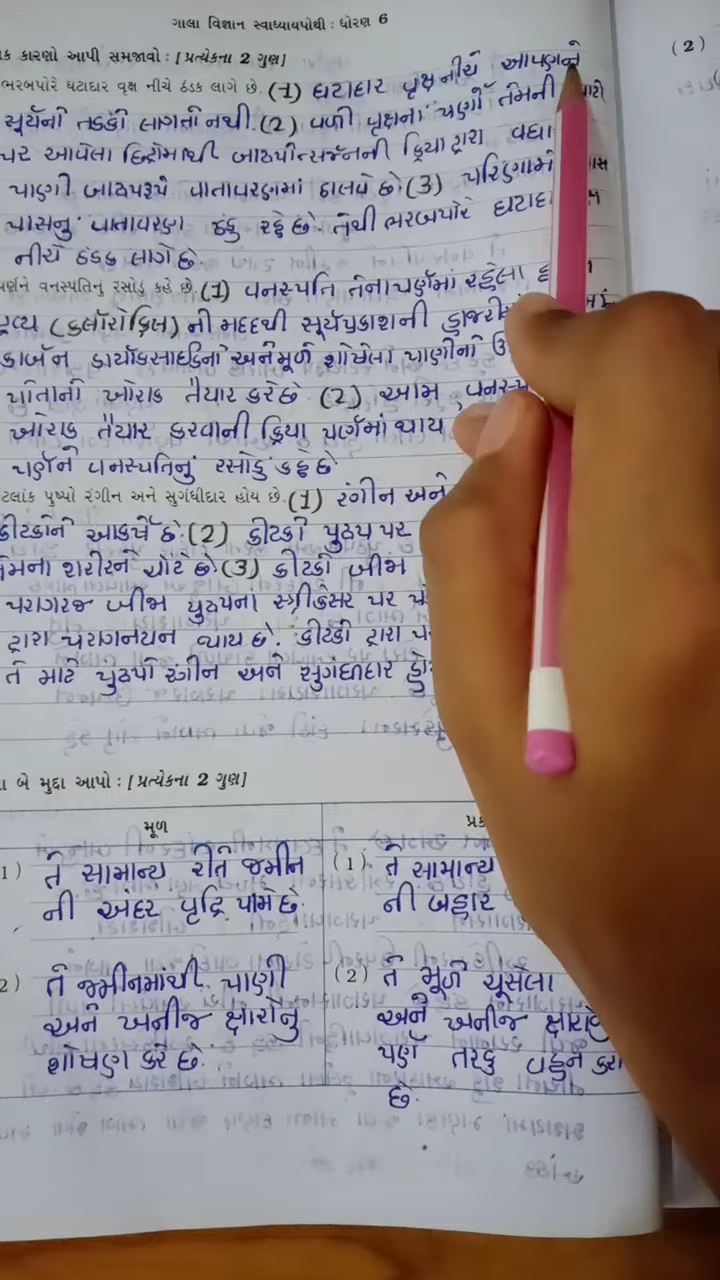 ગાલા વિજ્ઞાન સ્વાધ્યાયપોથી : ધોરણ 6
ક કારણો આપી સમજાવો : [પ્રત્યેકના 2 ગુણ]
(2)
ભરબપોરે ઘટાદાર વૃક્ષ નીચે ઠંડક લાગે છે. (1) ઘટાદાર વૃક્ષ નીચે આપણને
સૂર્યનો તડકો લાગતો નથી. (2) વળી વૃક્ષનાં પર્ણો તેમની
પર આવેલા છિદ્રોમાંથી બાષ્પોત્સર્જનની ક્રિયા દ્વારા વધા
પાણી બાષ્પરૂપે વાતાવરણમાં ઠાલવે છે. (3) પરિણામે
પાસનું વાતાવરણ ઠંડુ રહે છે. તેથી ભરબપોરે ઘટાદા
નીચે ઠંડક લાગે છે.
પર્ણને વનસ્પતિનું રસોડું કહે છે. (1) વનસ્પતિ તેના પર્ણમાં રહેલા
દ્રવ્ય (ક્લોરોફિલ) ની મદદથી સૂર્યપ્રકાશની હાજરી
કાર્બન ડાયૉક્સાઇડનો અને મૂળે શોષેલા પાણીનો ઉ
પોતાનો ખોરાક તૈયાર કરે છે. (2) આમ, વનસ્પ
ખોરાક તૈયાર કરવાની ક્રિયા પર્ણમાં થાય
પર્ણને વનસ્પતિનું રસોડું કહે છે
ટલાંક પુષ્પો રંગીન અને સુગંધીદાર હોય છે. (1) રંગીન અને
કીટકોને આકર્ષે છે. (2) કીટકો પુષ્પ પર
તેમના શરીરને ચોંટે છે. (3) કીટકો બીજા
પરાગરજ બીજા પુષ્પના સ્ત્રીકેસર પર પ
દ્વારા પરાગનયન થાય છે. કીટકો દ્વારા પ
તે માટે પુષ્પો રંગીન અને સુગંધીદાર હો
ા બે મુદ્દા આપો : [પ્રત્યેકના 2 ગુણ]
મૂળ
પ્રક
1) તે સામાન્ય રીતે જમીન
ની અંદર વૃદ્ધિ પામે છે.
(1) તે સામાન્ય
ની બહાર
2) તે જમીનમાંથી પાણી
અને ખનીજ ક્ષારોનું
શોષણ કરે છે.
(2) તે મૂળે ચૂસેલા
અને ખનીજ ક્ષારો
પર્ણ તરફ વહન કરા
છે.